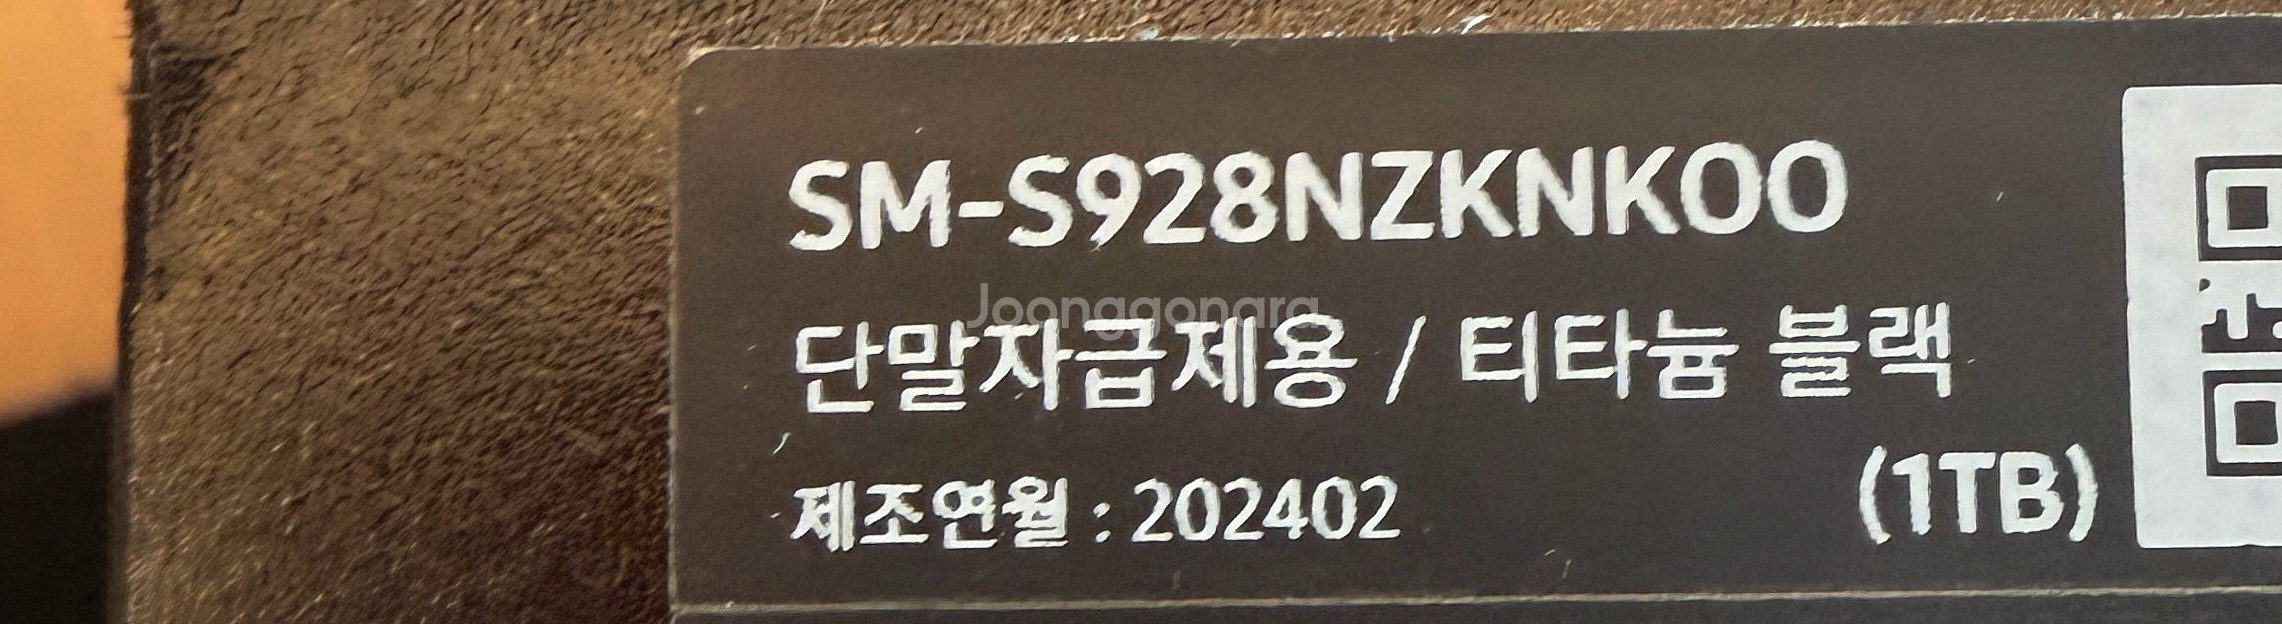 SM-S928NZKNKOO
Joonggonara
단말자급제용 / 티타늄 블랙
(1TB)
제조연월 : 202402